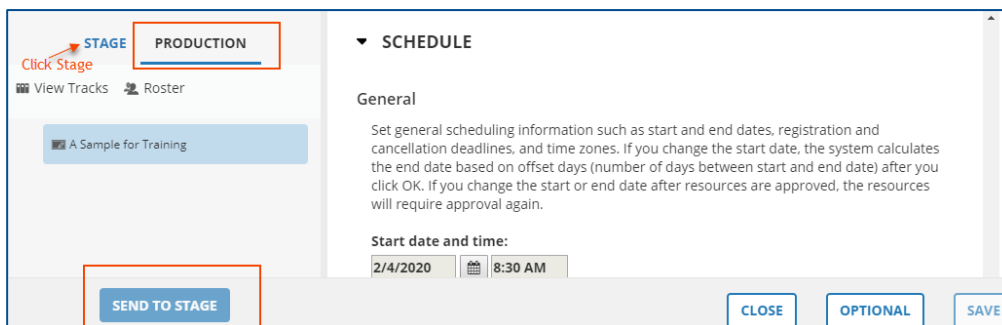 STAGE PRODUCTION
Click Stage
View Tracks Roster
A Sample for Training
SEND TO STAGE
SCHEDULE
General
Set general scheduling information such as start and end dates, registration and
cancellation deadlines, and time zones. If you change the start date, the system calculates
the end date based on offset days (number of days between start and end date) after you
click OK. If you change the start or end date after resources are approved, the resources
will require approval again.
Start date and time:
2/4/2020 8:30 AM
CLOSE OPTIONAL SAVE